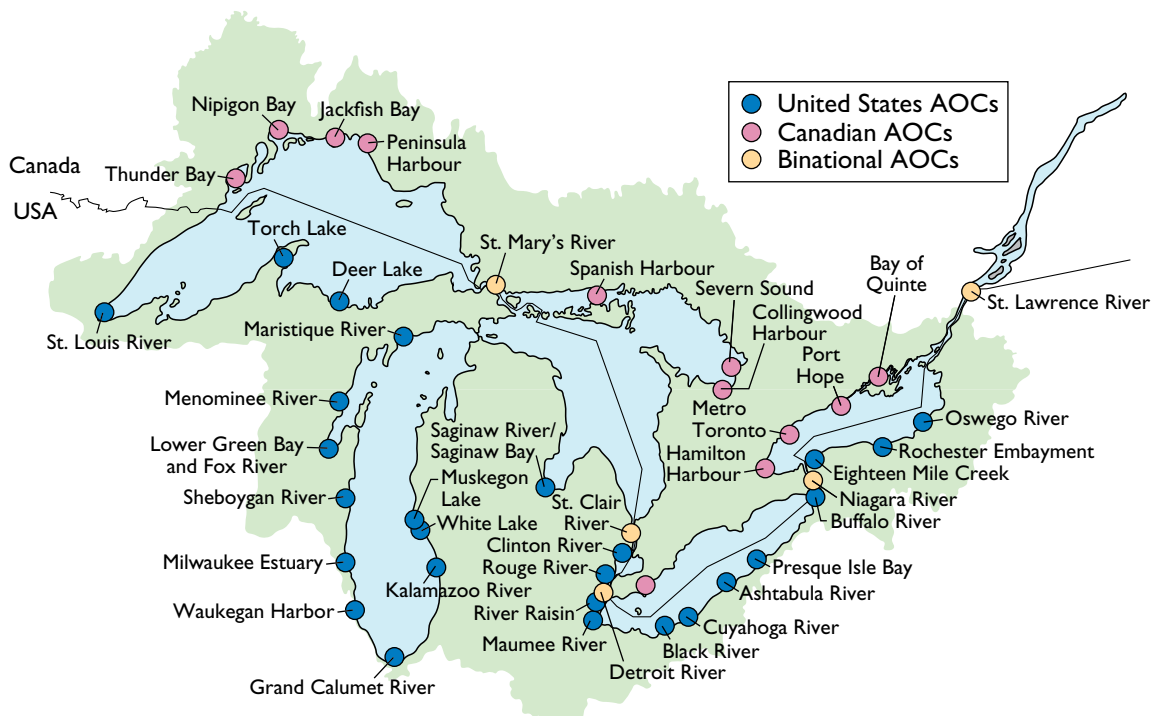 United States AOCs
Canadian AOCs
Binational AOCs
Nipigon Bay
Jackfish Bay
Peninsula
Harbour
Canada
Thunder Bay
USA
Torch Lake
Deer Lake
St. Mary's River
Spanish Harbour
Severn Sound
Collingwood
Harbour
Bay of
Quinte
St. Lawrence River
St. Louis River
Maristique River
Port
Hope
Menominee River
Metro
Toronto
Oswego River
Lower Green Bay
and Fox River
Saginaw River/
Saginaw Bay
Hamilton
Harbour
Rochester Embayment
Eighteen Mile Creek
Muskegon
Lake
Sheboygan River
St. Clair
River
Niagara River
Buffalo River
White Lake
Clinton River
Milwaukee Estuary
Kalamazoo River
Rouge River
Presque Isle Bay
Ashtabula River
Waukegan Harbor
River Raisin
Cuyahoga River
Maumee River
Black River
Detroit River
Grand Calumet River